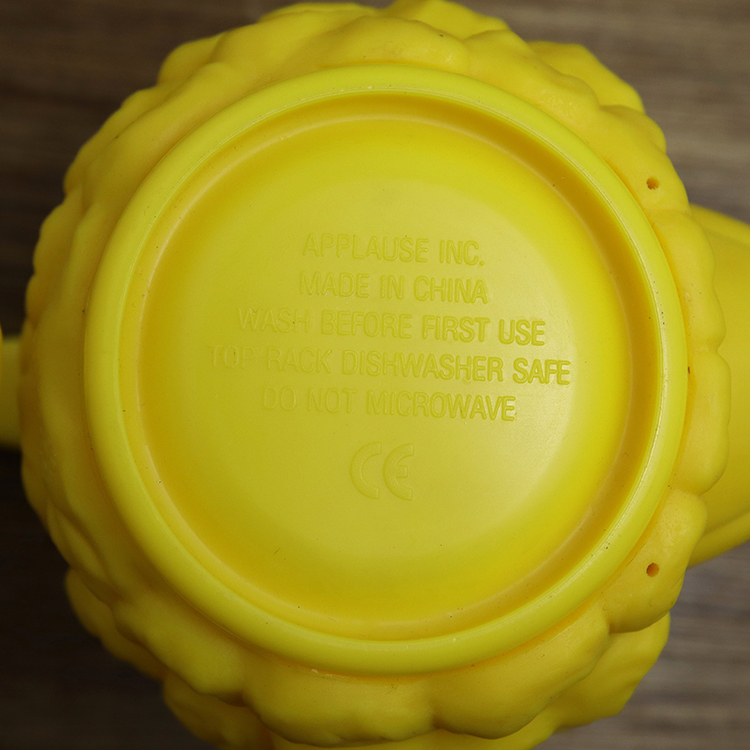 APPLAUSE INC.
MADE IN CHINA
WASH BEFORE FIRST USE
TOP RACK DISHWASHER SAFE
DO NOT MICROWAVE
CE